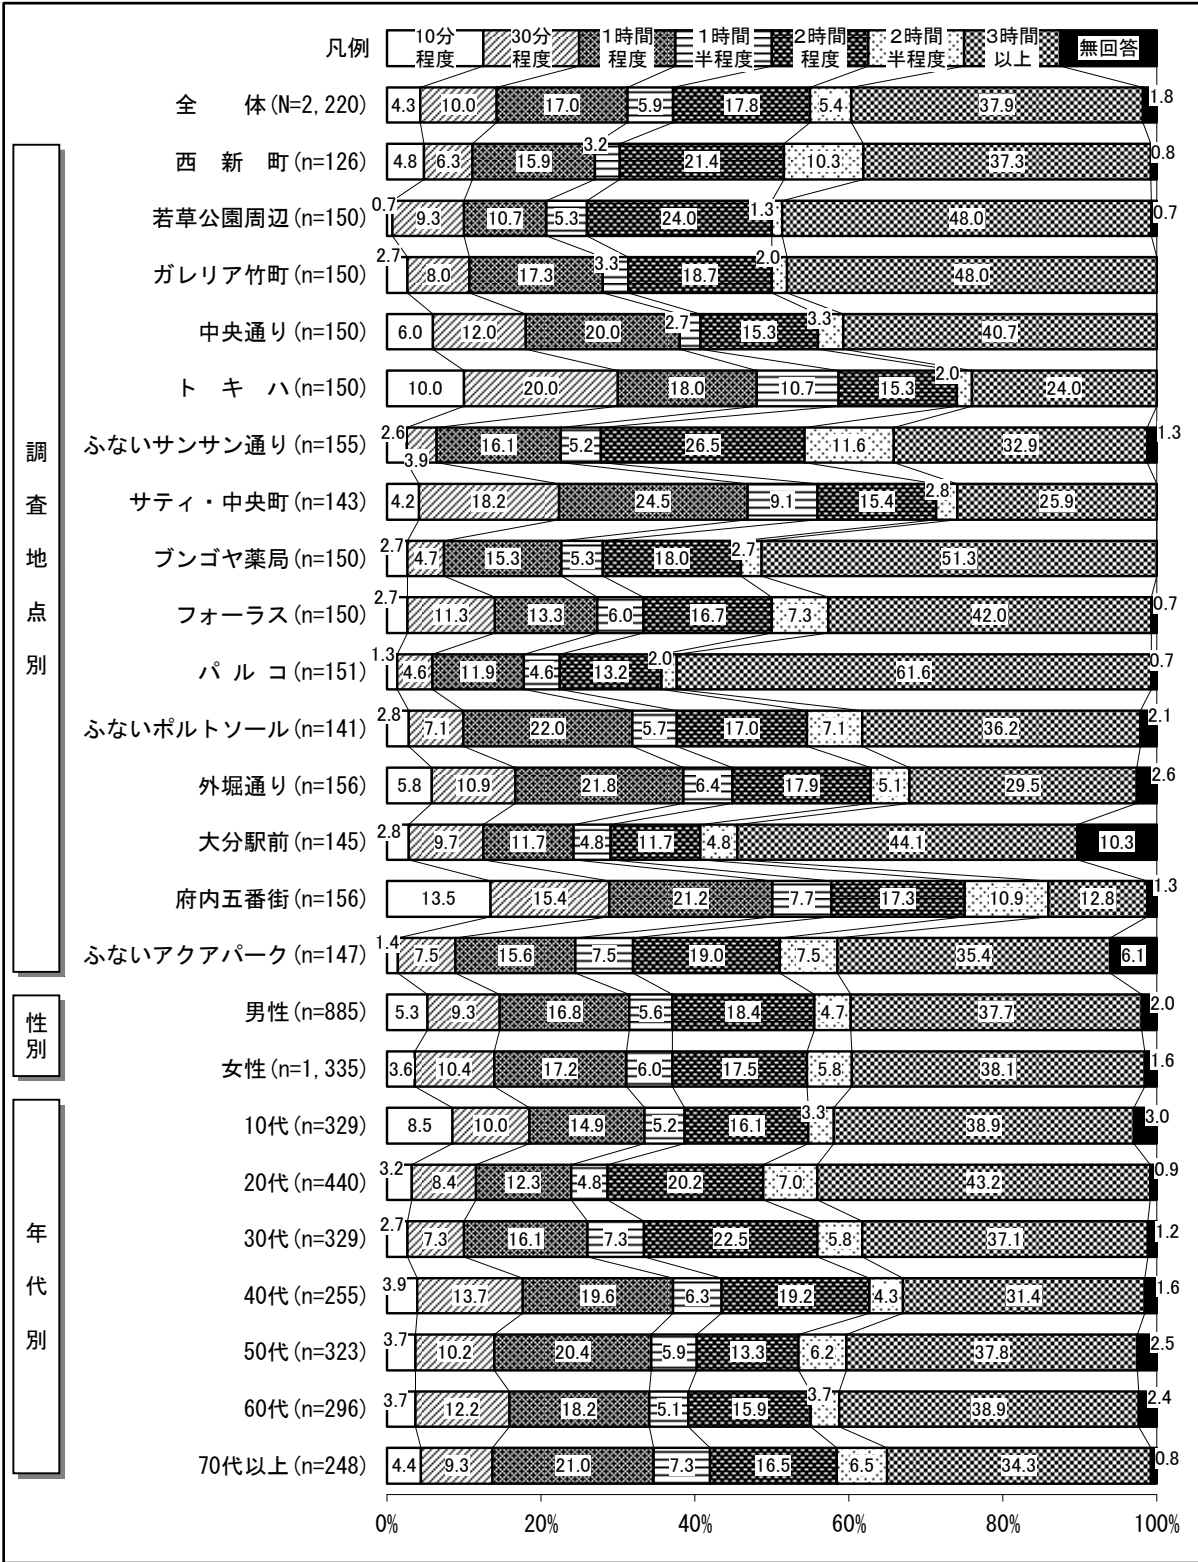 凡例 10分程度 30分程度 1時間程度 1時間半程度 2時間程度 2時間半程度 3時間以上 無回答
全　体(N=2,220) 4.3 10.0 17.0 5.9 17.8 5.4 37.9 1.8
調査地点別
西 新 町(n=126) 4.8 6.3 15.9 3.2 21.4 10.3 37.3 0.8
若草公園周辺(n=150) 0.7 9.3 10.7 5.3 24.0 1.3 48.0 0.7
ガレリア竹町(n=150) 2.7 8.0 17.3 3.3 18.7 2.0 48.0
中央通り(n=150) 6.0 12.0 20.0 2.7 15.3 3.3 40.7
ト キ ハ(n=150) 10.0 20.0 18.0 10.7 15.3 2.0 24.0
ふないサンサン通り(n=155) 2.6 3.9 16.1 5.2 26.5 11.6 32.9 1.3
サティ・中央町(n=143) 4.2 18.2 24.5 9.1 15.4 2.8 25.9
ブンゴヤ薬局(n=150) 2.7 4.7 15.3 5.3 18.0 2.7 51.3
フォーラス(n=150) 2.7 11.3 13.3 6.0 16.7 7.3 42.0 0.7
パ ル コ(n=151) 1.3 4.6 11.9 4.6 13.2 2.0 61.6 0.7
ふないポルトソール(n=141) 2.8 7.1 22.0 5.7 17.0 7.1 36.2 2.1
外堀通り(n=156) 5.8 10.9 21.8 6.4 17.9 5.1 29.5 2.6
大分駅前(n=145) 2.8 9.7 11.7 4.8 11.7 4.8 44.1 10.3
府内五番街(n=156) 13.5 15.4 21.2 7.7 17.3 10.9 12.8 1.3
ふないアクアパーク(n=147) 1.4 7.5 15.6 7.5 19.0 7.5 35.4 6.1
性別
男性(n=885) 5.3 9.3 16.8 5.6 18.4 4.7 37.7 2.0
女性(n=1,335) 3.6 10.4 17.2 6.0 17.5 5.8 38.1 1.6
年代別
10代(n=329) 8.5 10.0 14.9 5.2 16.1 3.3 38.9 3.0
20代(n=440) 3.2 8.4 12.3 4.8 20.2 7.0 43.2 0.9
30代(n=329) 2.7 7.3 16.1 7.3 22.5 5.8 37.1 1.2
40代(n=255) 3.9 13.7 19.6 6.3 19.2 4.3 31.4 1.6
50代(n=323) 3.7 10.2 20.4 5.9 13.3 6.2 37.8 2.5
60代(n=296) 3.7 12.2 18.2 5.1 15.9 3.7 38.9 2.4
70代以上(n=248) 4.4 9.3 21.0 7.3 16.5 6.5 34.3 0.8
0% 20% 40% 60% 80% 100%